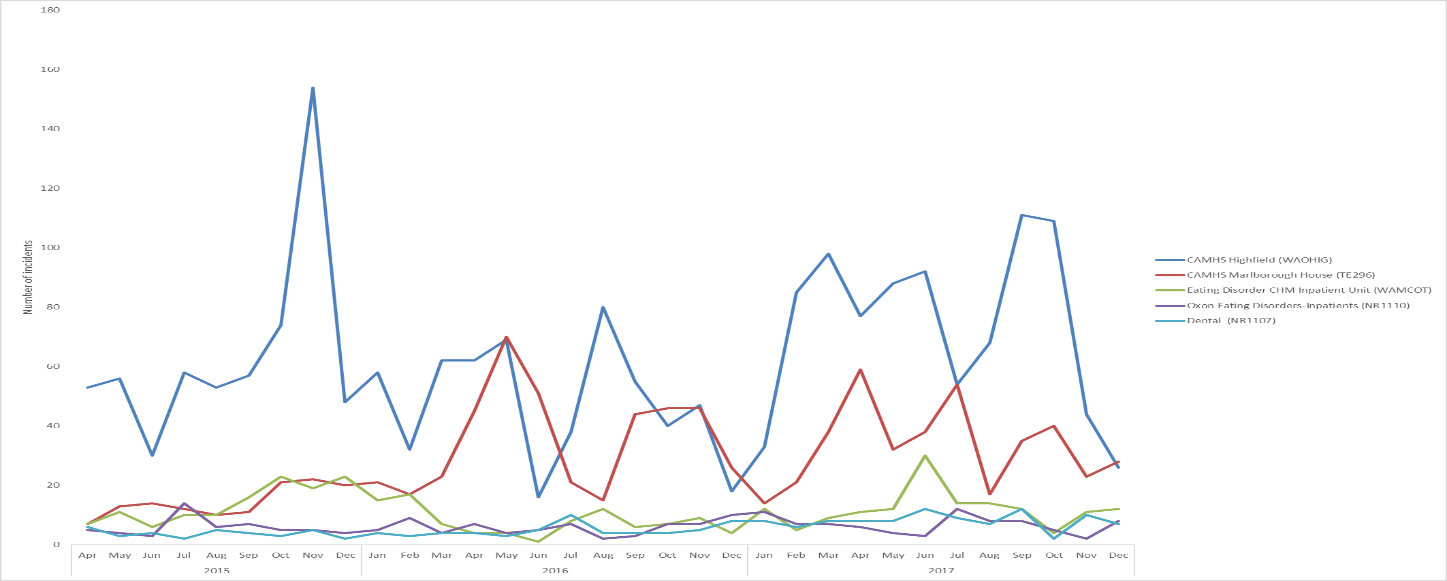 180
160
140
120
100
80
60
40
20
0
Number of incidents
Apr May Jun Jul Aug Sep Oct Nov Dec Jan Feb Mar Apr May Jun Jul Aug Sep Oct Nov Dec Jan Feb Mar Apr May Jun Jul Aug Sep Oct Nov Dec
2015 2016 2017
CAMHS Highfield (WAOHIG)
CAMHS Marlborough House (TE296)
Eating Disorder CHM Inpatient Unit (WAMCOT)
Oxon Eating Disorders-Inpatients (NR1110)
Dental (NR1107)